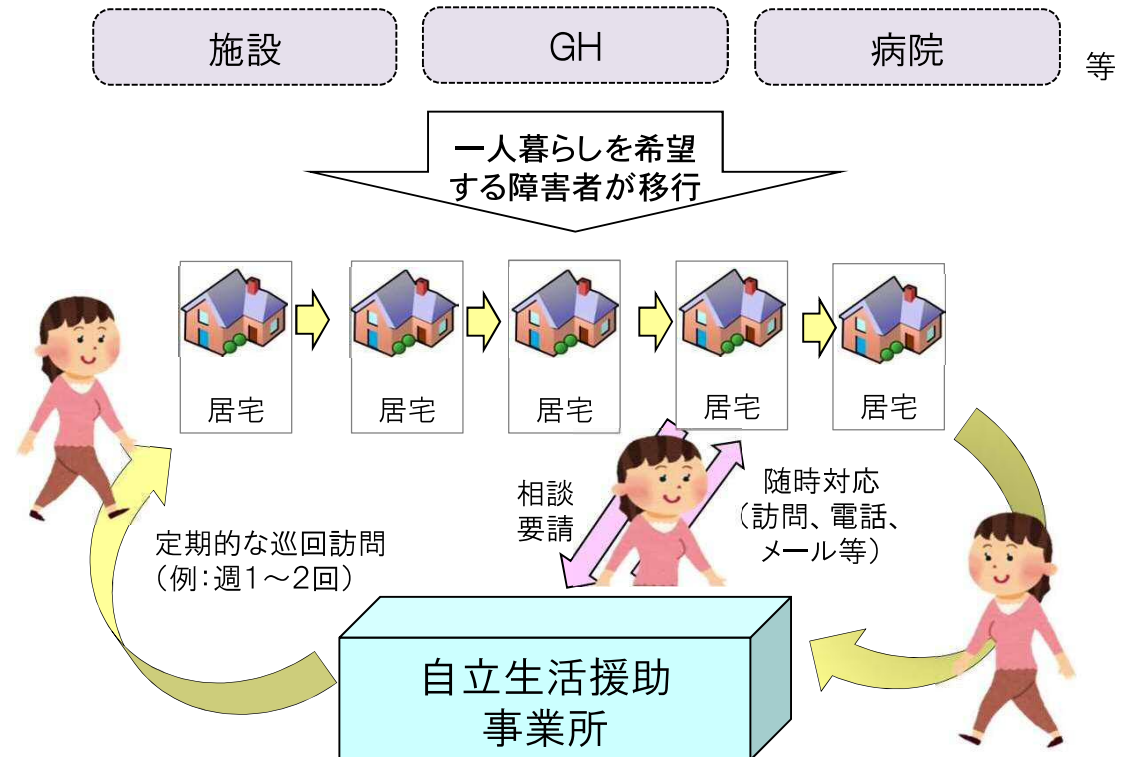 施設
GH
病院
等
一人暮らしを希望
する障害者が移行
居宅
居宅
居宅
居宅
居宅
相談
要請
随時対応
（訪問、電話、
メール等）
定期的な巡回訪問
（例：週1～2回）
自立生活援助
事業所